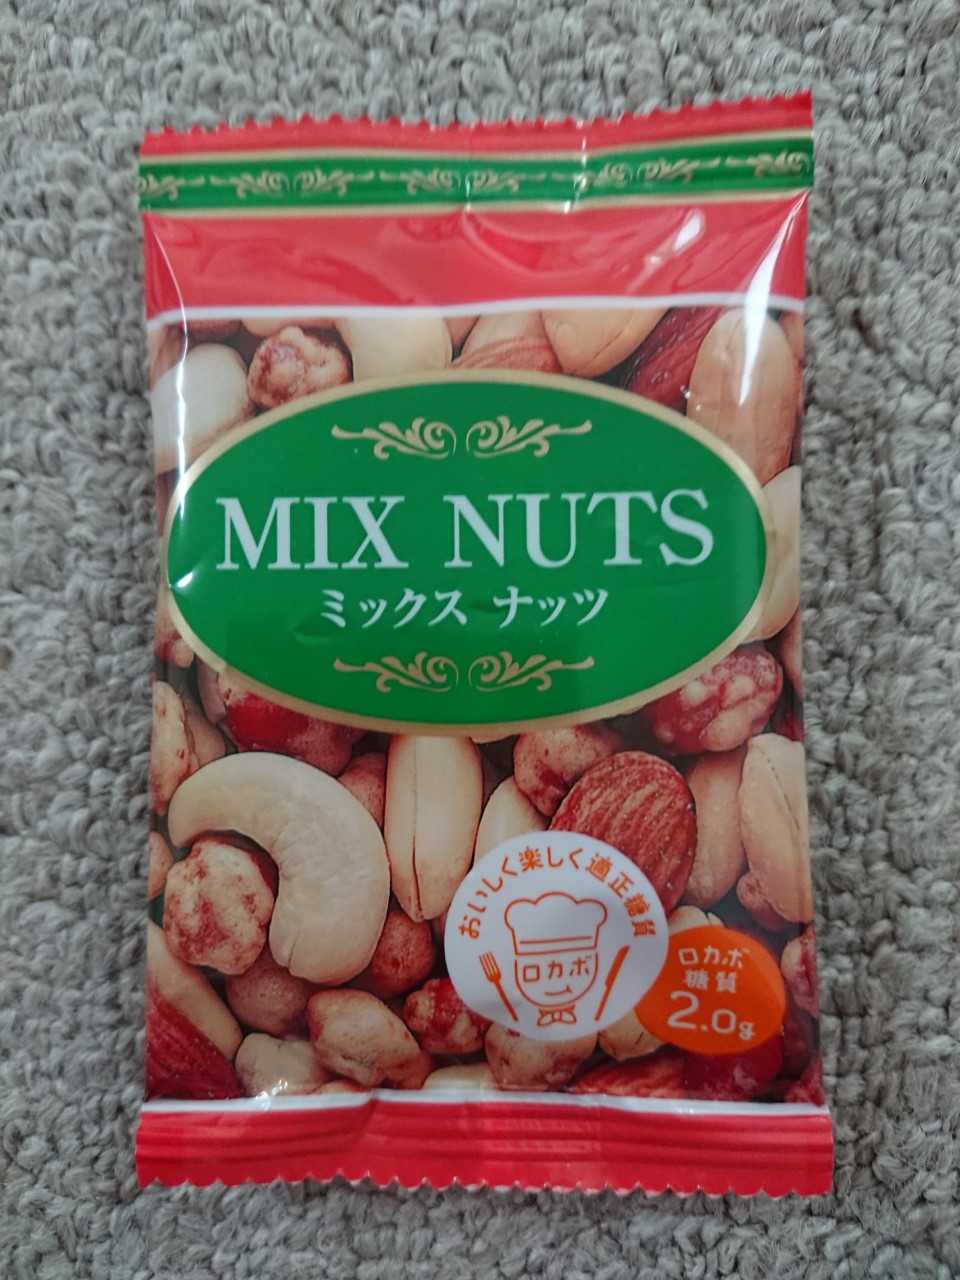 MIX NUTS
ミックス ナッツ
おいしく楽しく適正糖質
ロカボ
ロカボ
糖質
2.0g